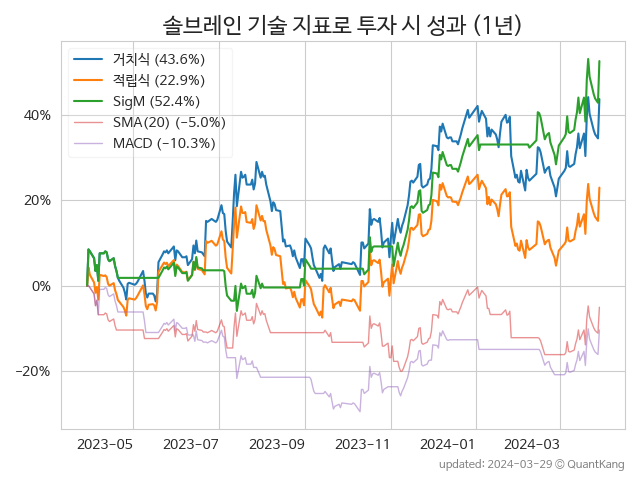 솔브레인 기술 지표로 투자 시 성과 (1년)
거치식 (43.6%)
적립식 (22.9%)
SigM (52.4%)
SMA(20) (−5.0%)
MACD (−10.3%)
40%
20%
0%
−20%
2023−05
2023−07
2023−09
2023−11
2024−01
2024−03
updated: 2024−03−29 © QuantKang